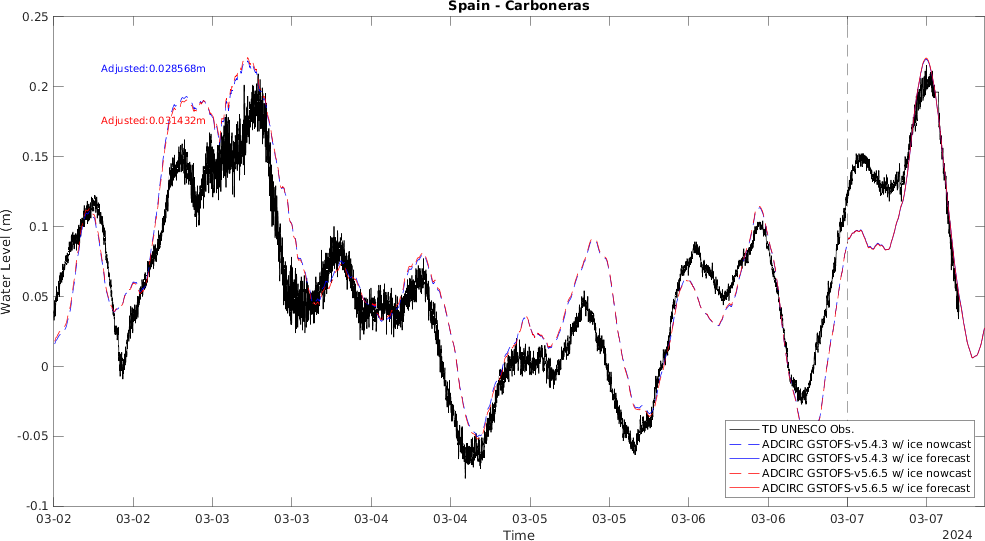 Spain - Carboneras
0.25
0.2
0.15
0.1
0.05
0
-0.05
-0.1
Water Level (m)
Adjusted:0.028568m
Adjusted:0.031432m
TD UNESCO Obs.
ADCIRC GSTOFS-v5.4.3 w/ ice nowcast
ADCIRC GSTOFS-v5.4.3 w/ ice forecast
ADCIRC GSTOFS-v5.6.5 w/ ice nowcast
ADCIRC GSTOFS-v5.6.5 w/ ice forecast
03-02 03-02 03-03 03-03 03-04 03-04 03-05 03-05 03-06 03-06 03-07 03-07
Time
2024